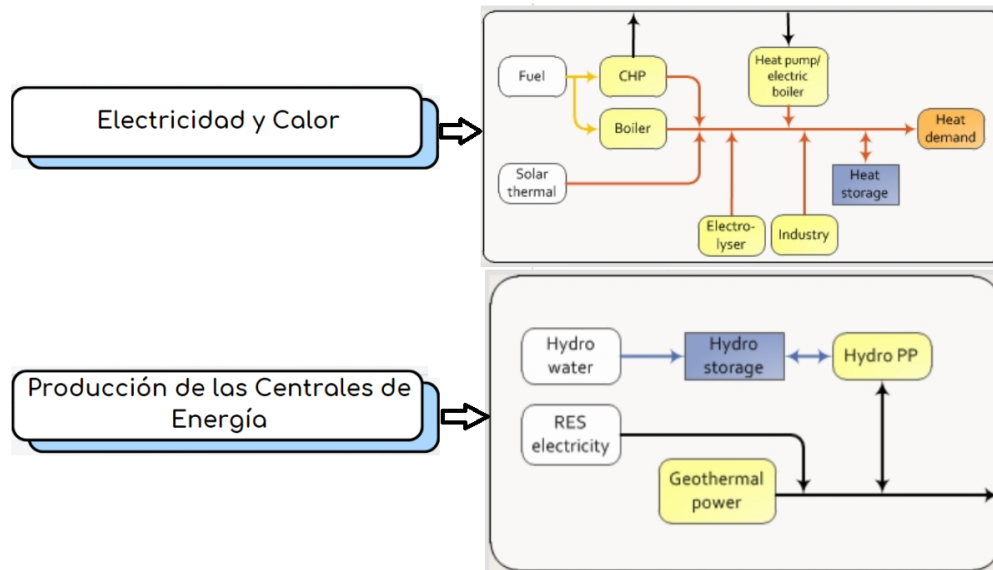 Electricidad y Calor
Fuel
CHP
Heat pump/
electric
boiler
Boiler
Heat
demand
Solar
thermal
Heat
storage
Electro-
lyser
Industry
Producción de las Centrales de
Energía
Hydro
water
Hydro
storage
Hydro PP
RES
electricity
Geothermal
power